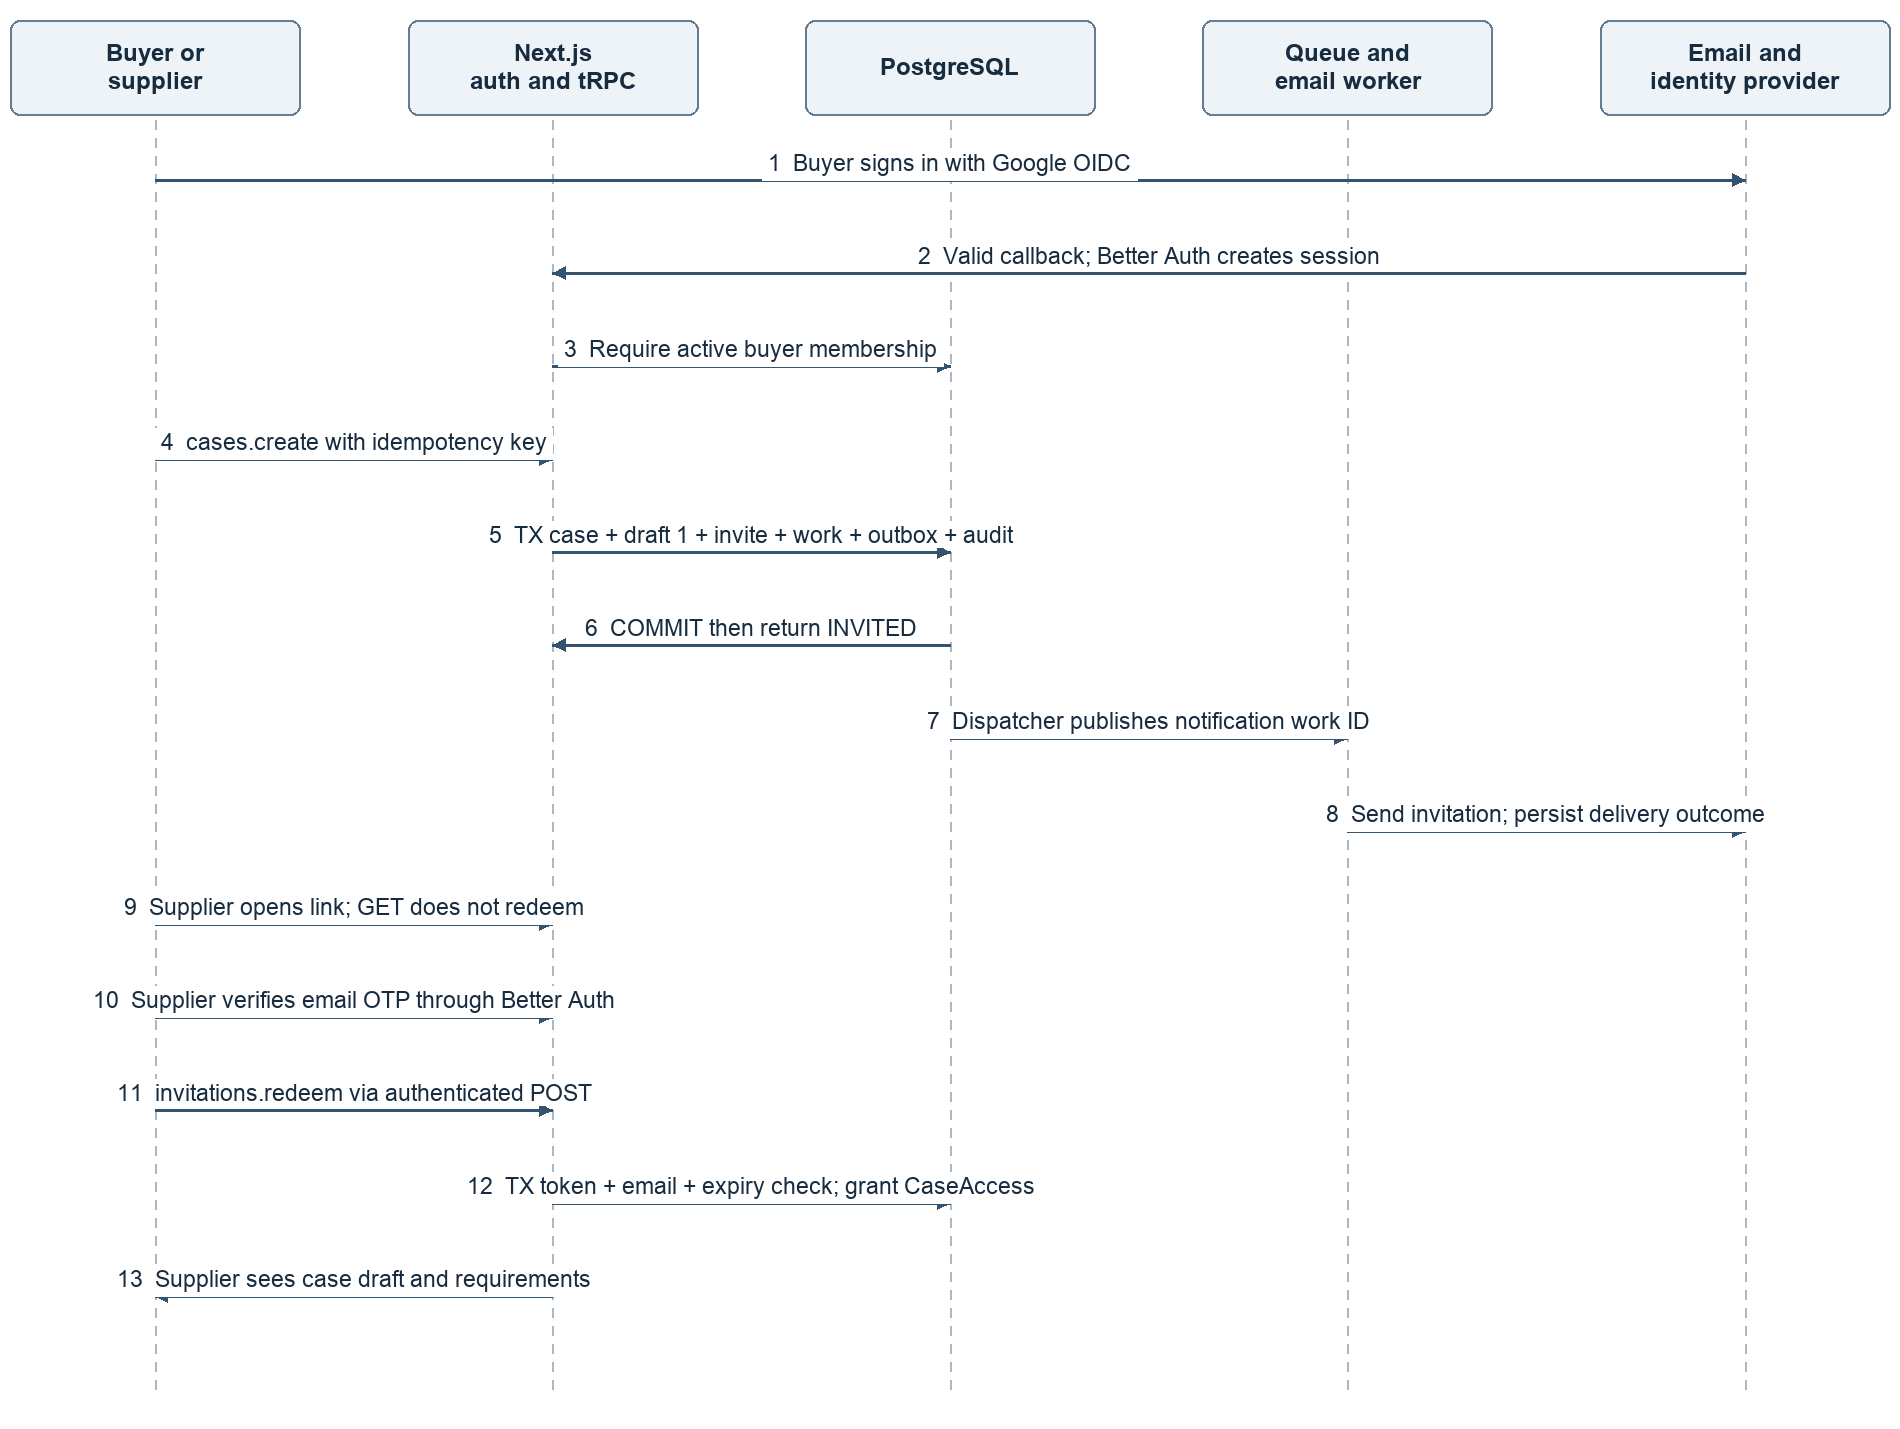 Buyer or
supplier
Next.js
auth and tRPC
PostgreSQL
Queue and
email worker
Email and
identity provider
1 Buyer signs in with Google OIDC
2 Valid callback; Better Auth creates session
3 Require active buyer membership
4 cases.create with idempotency key
5 TX case + draft 1 + invite + work + outbox + audit
6 COMMIT then return INVITED
7 Dispatcher publishes notification work ID
8 Send invitation; persist delivery outcome
9 Supplier opens link; GET does not redeem
10 Supplier verifies email OTP through Better Auth
11 invitations.redeem via authenticated POST
12 TX token + email + expiry check; grant CaseAccess
13 Supplier sees case draft and requirements